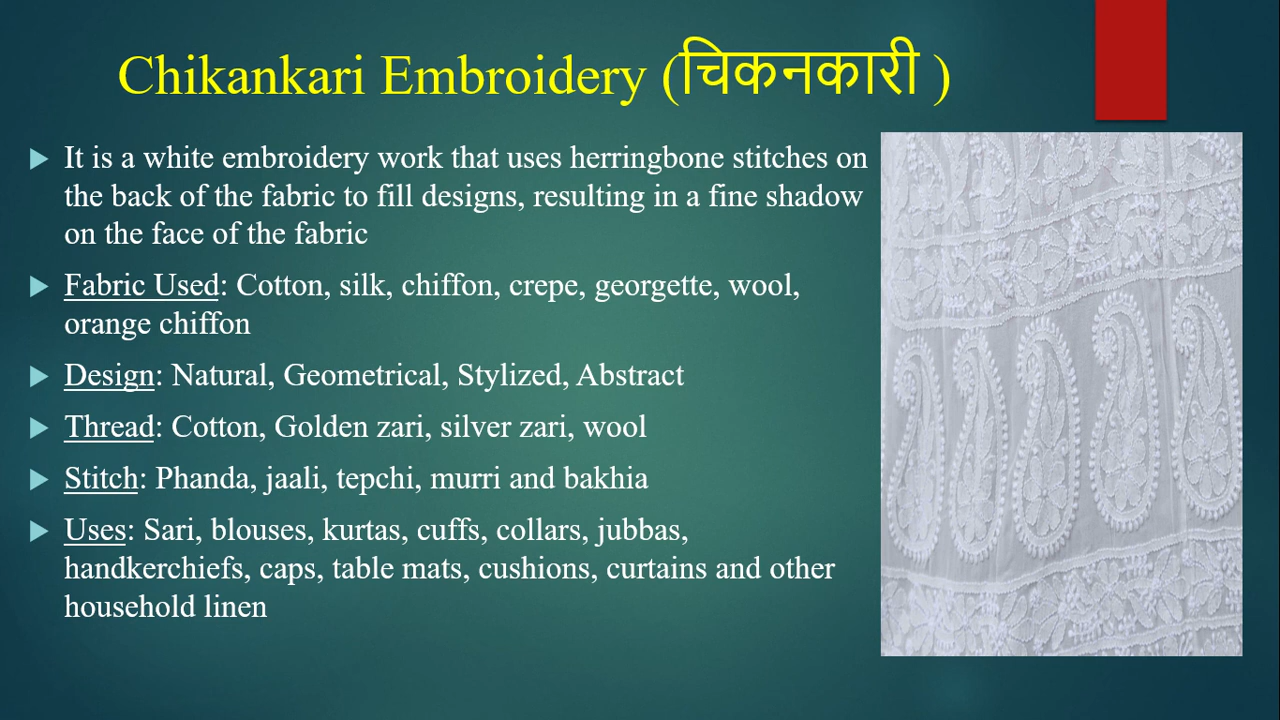 Chikankari Embroidery (चिकनकारी )
It is a white embroidery work that uses herringbone stitches on
the back of the fabric to fill designs, resulting in a fine shadow
on the face of the fabric
Fabric Used: Cotton, silk, chiffon, crepe, georgette, wool,
orange chiffon
Design: Natural, Geometrical, Stylized, Abstract
Thread: Cotton, Golden zari, silver zari, wool
Stitch: Phanda, jaali, tepchi, murri and bakhia
Uses: Sari, blouses, kurtas, cuffs, collars, jubbas,
handkerchiefs, caps, table mats, cushions, curtains and other
household linen